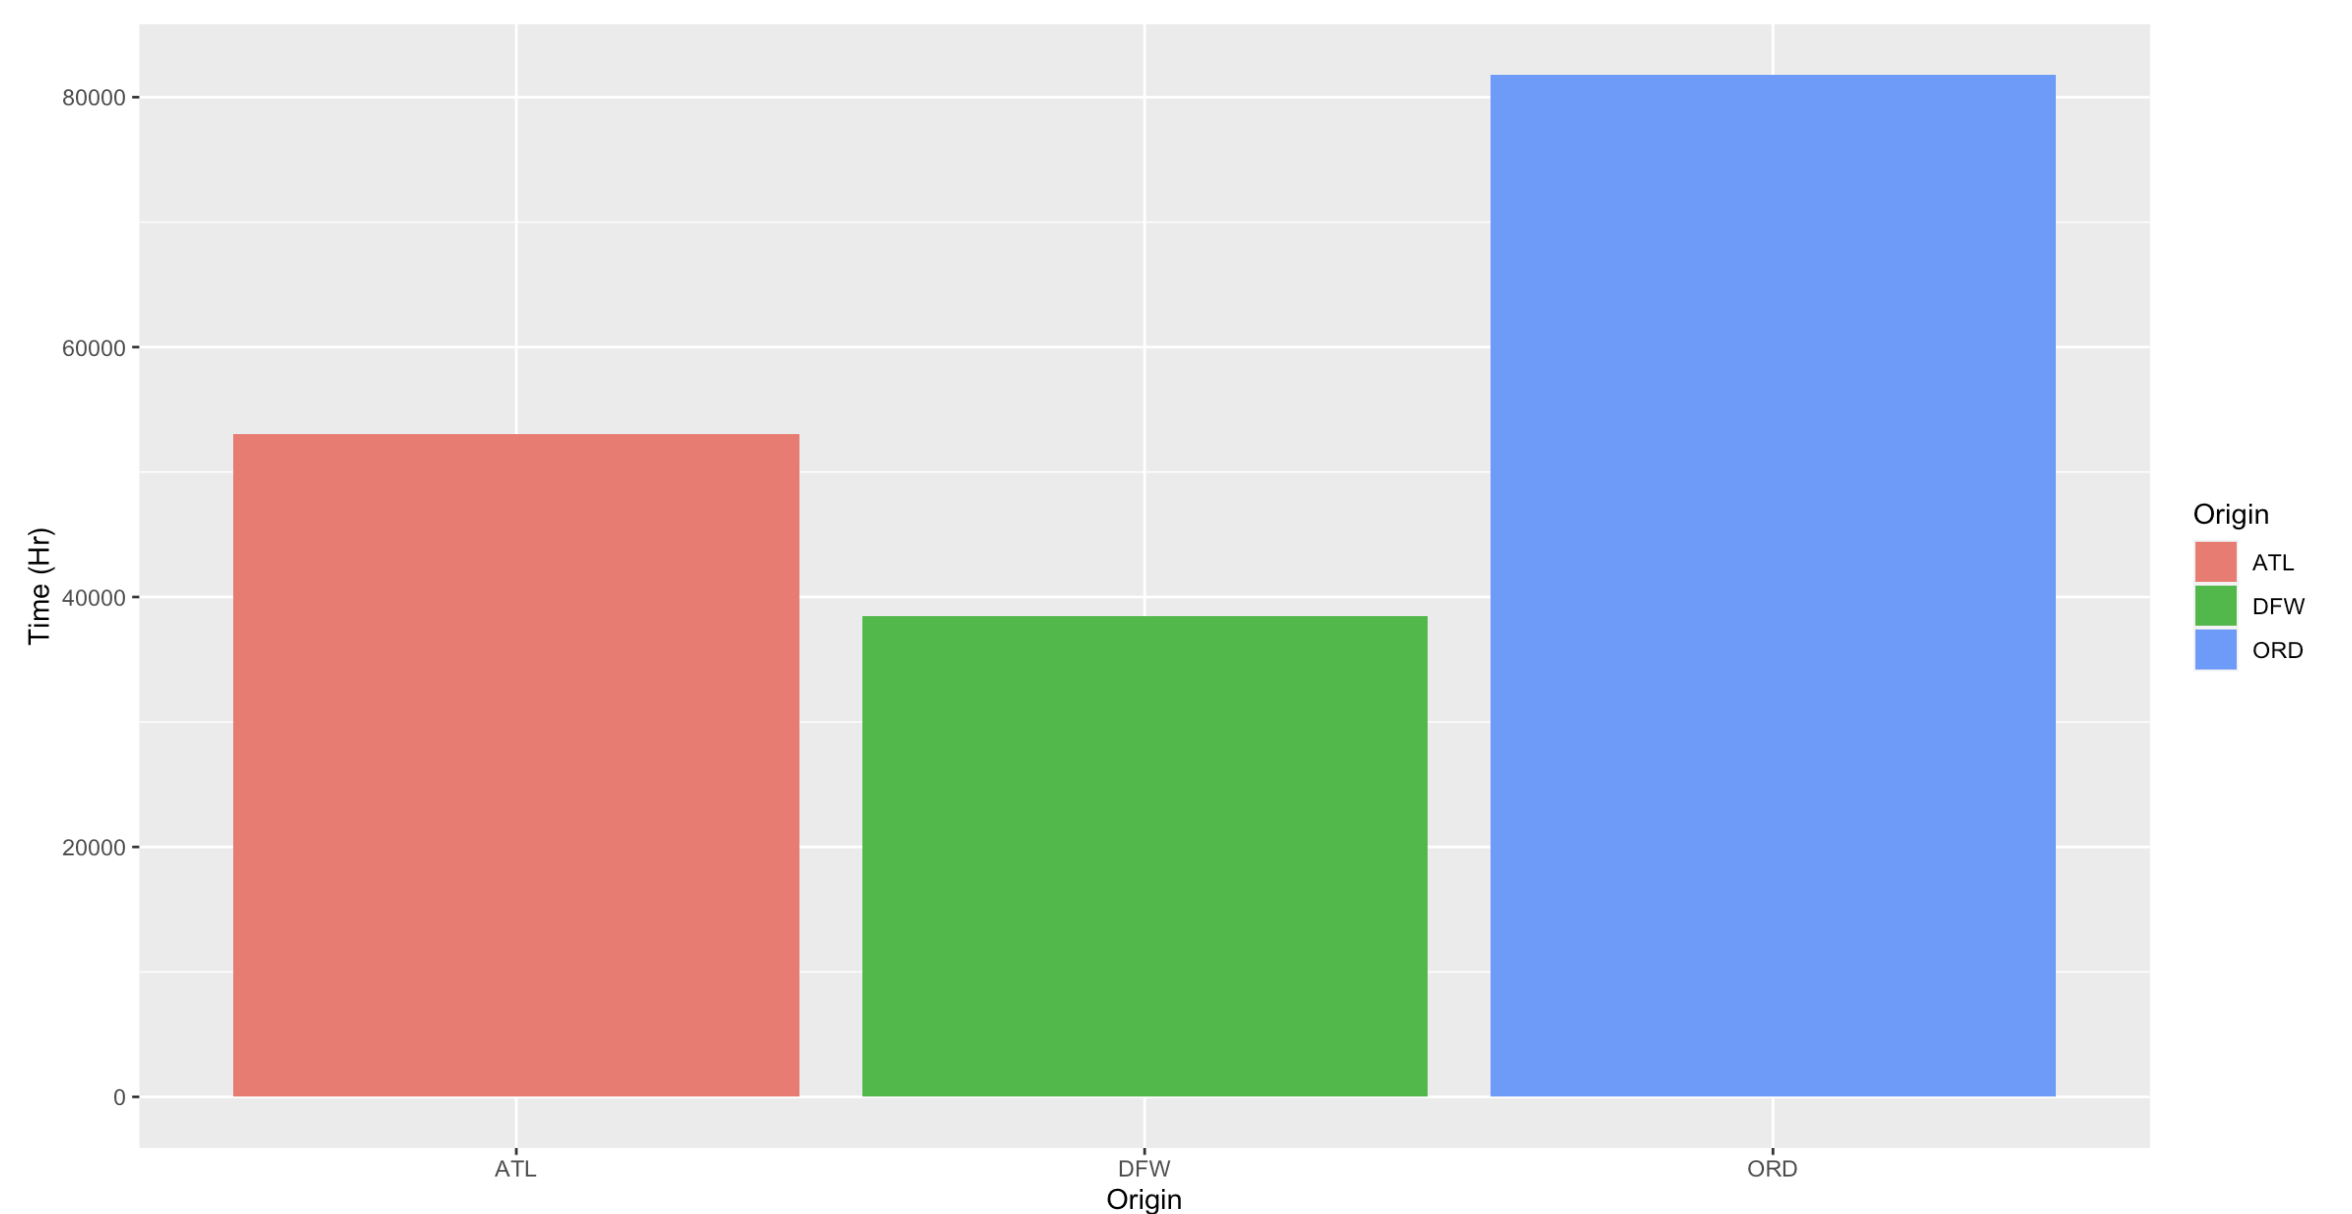 80000
60000
40000
20000
0
Time (Hr)
ATL
DFW
ORD
Origin
Origin
ATL
DFW
ORD